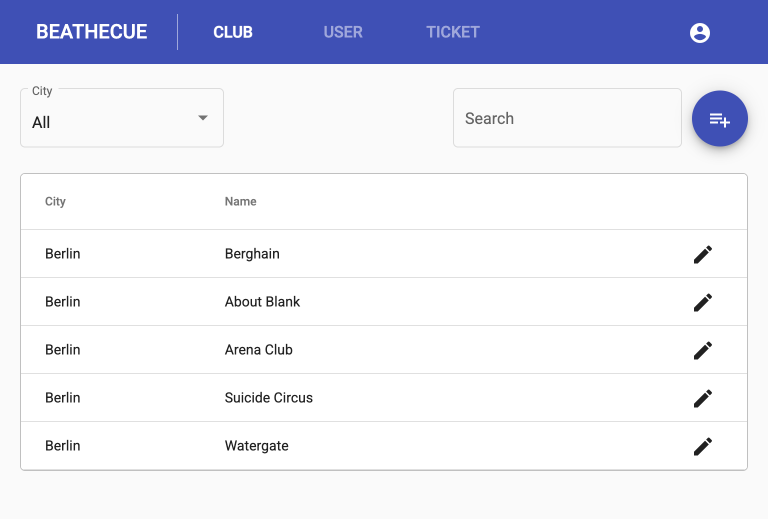 BEATHECUE CLUB USER TICKET
City
All
Search
City Name
Berlin Berghain
Berlin About Blank
Berlin Arena Club
Berlin Suicide Circus
Berlin Watergate